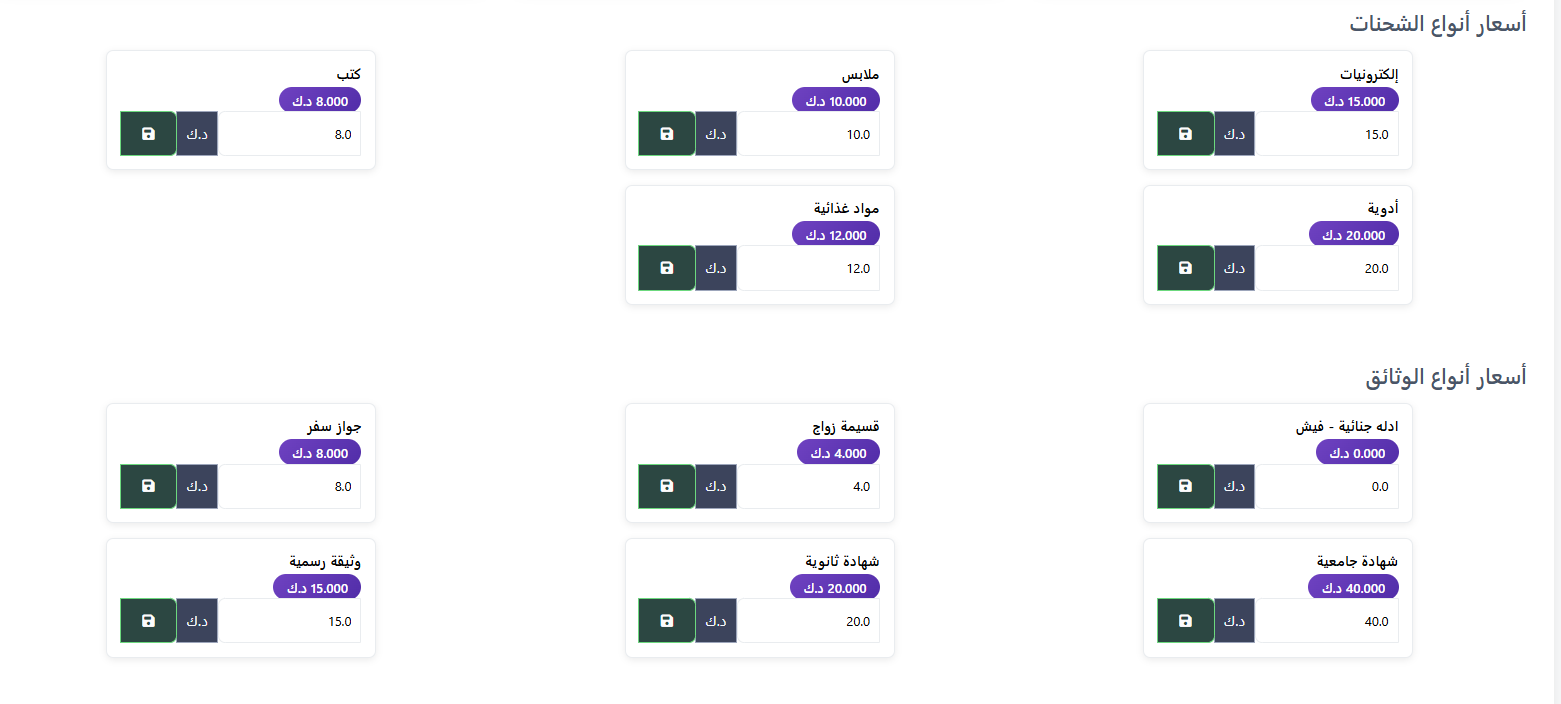 أسعار أنواع الشحنات
إلكترونيات
15.000 د.ك
15.0 د.ك
ملابس
10.000 د.ك
10.0 د.ك
كتب
8.000 د.ك
8.0 د.ك
أدوية
20.000 د.ك
20.0 د.ك
مواد غذائية
12.000 د.ك
12.0 د.ك
أسعار أنواع الوثائق
ادله جنائية - فيش
0.000 د.ك
0.0 د.ك
قسيمة زواج
4.000 د.ك
4.0 د.ك
جواز سفر
8.000 د.ك
8.0 د.ك
شهادة جامعية
40.000 د.ك
40.0 د.ك
شهادة ثانوية
20.000 د.ك
20.0 د.ك
وثيقة رسمية
15.000 د.ك
15.0 د.ك